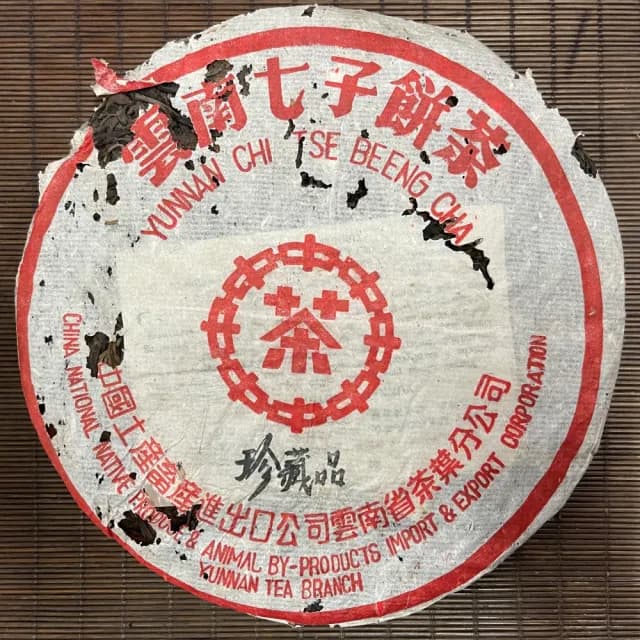 雲南七子餅茶
YUNNAN CHI TSE BEENG CHA
茶
珍藏品
中國土產畜產進出口公司雲南省茶葉分公司
CHINA NATIONAL NATIVE PRODUCE & ANIMAL BY-PRODUCTS IMPORT & EXPORT CORPORATION
YUNNAN TEA BRANCH